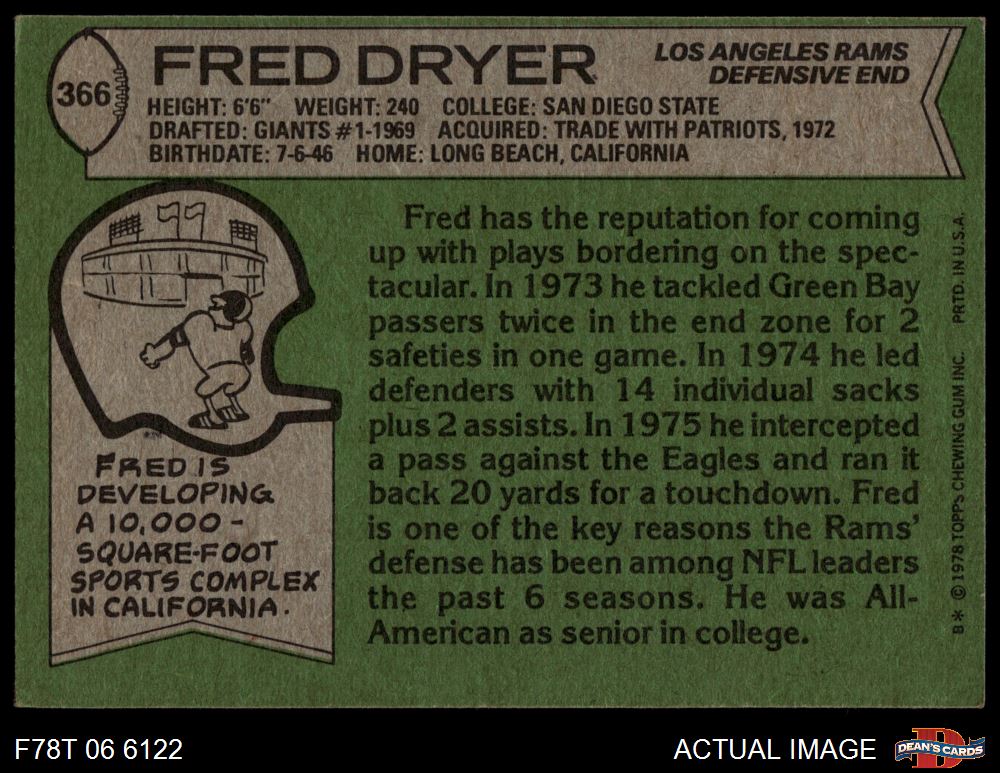 366
FRED DRYER
LOS ANGELES RAMS
DEFENSIVE END
HEIGHT: 6'6" WEIGHT: 240 COLLEGE: SAN DIEGO STATE
DRAFTED: GIANTS #1-1969 ACQUIRED: TRADE WITH PATRIOTS, 1972
BIRTHDATE: 7-6-46 HOME: LONG BEACH, CALIFORNIA
FRED IS
DEVELOPING
A 10,000-
SQUARE-FOOT
SPORTS COMPLEX
IN CALIFORNIA.
Fred has the reputation for coming
up with plays bordering on the spec-
tacular. In 1973 he tackled Green Bay
passers twice in the end zone for 2
safeties in one game. In 1974 he led
defenders with 14 individual sacks
plus 2 assists. In 1975 he intercepted
a pass against the Eagles and ran it
back 20 yards for a touchdown. Fred
is one of the key reasons the Rams'
defense has been among NFL leaders
the past 6 seasons. He was All-
American as senior in college.
B* © 1978 TOPPS CHEWING GUM INC. PRTD. IN U.S.A.
F78T 06 6122
ACTUAL IMAGE
D
DEAN'S CARDS